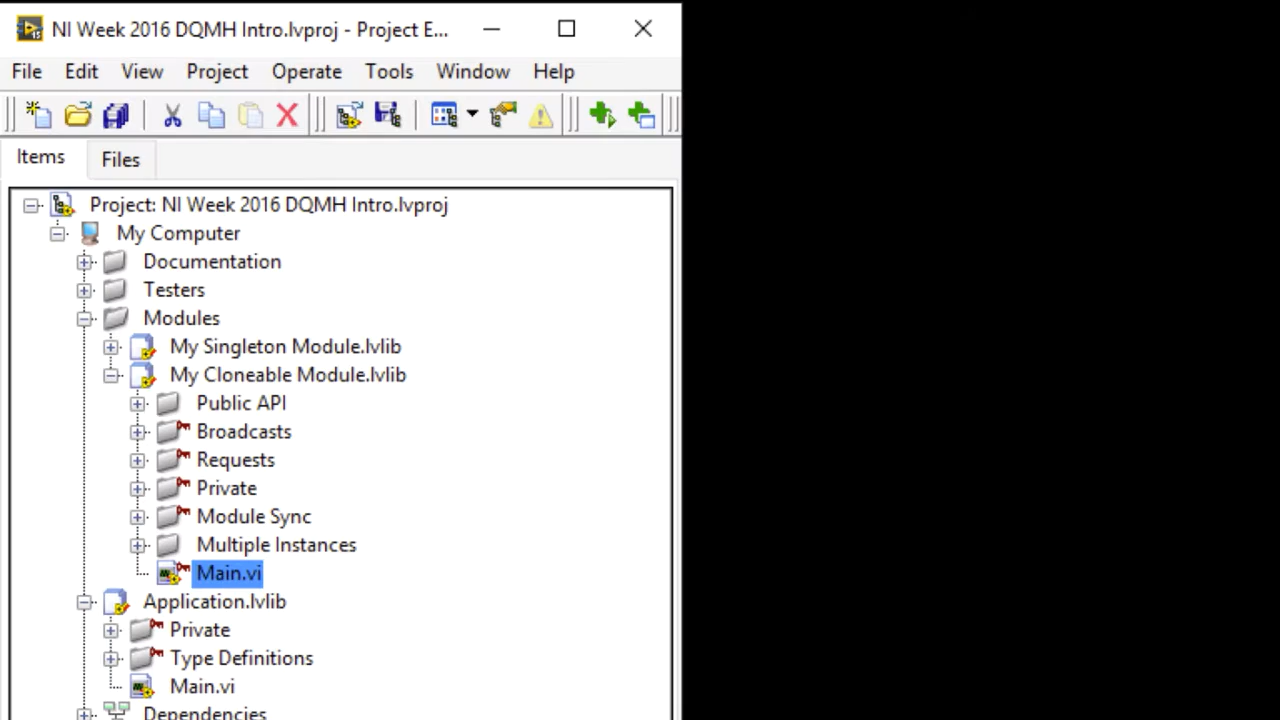 NI Week 2016 DQMH Intro.lvproj - Project E...
File Edit View Project Operate Tools Window Help
Items Files
Project: NI Week 2016 DQMH Intro.lvproj
My Computer
Documentation
Testers
Modules
My Singleton Module.lvlib
My Cloneable Module.lvlib
Public API
Broadcasts
Requests
Private
Module Sync
Multiple Instances
Main.vi
Application.lvlib
Private
Type Definitions
Main.vi
Dependencies